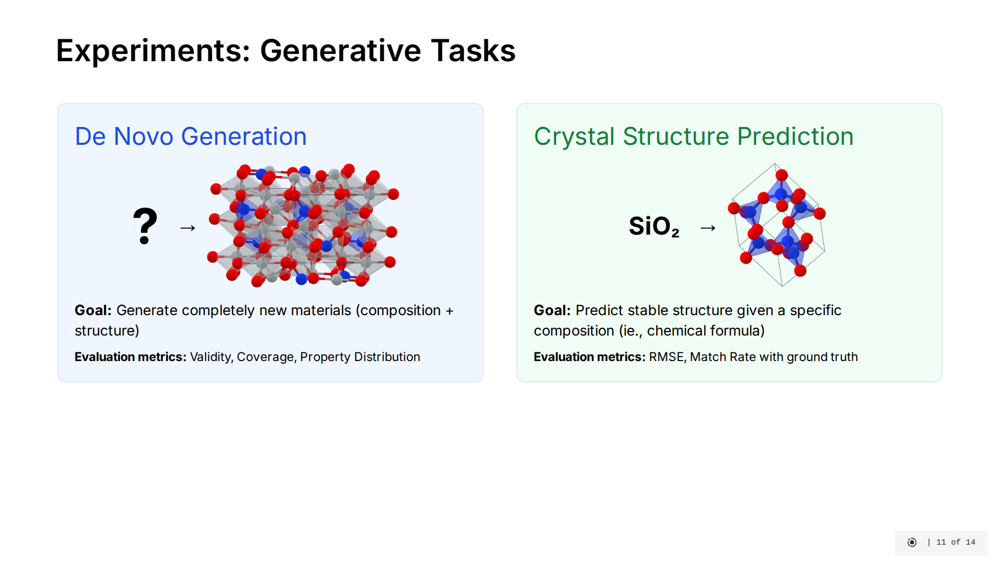 Experiments: Generative Tasks
De Novo Generation
? →
Goal: Generate completely new materials (composition +
structure)
Evaluation metrics: Validity, Coverage, Property Distribution
Crystal Structure Prediction
SiO₂ →
Goal: Predict stable structure given a specific
composition (ie., chemical formula)
Evaluation metrics: RMSE, Match Rate with ground truth
| 11 of 14